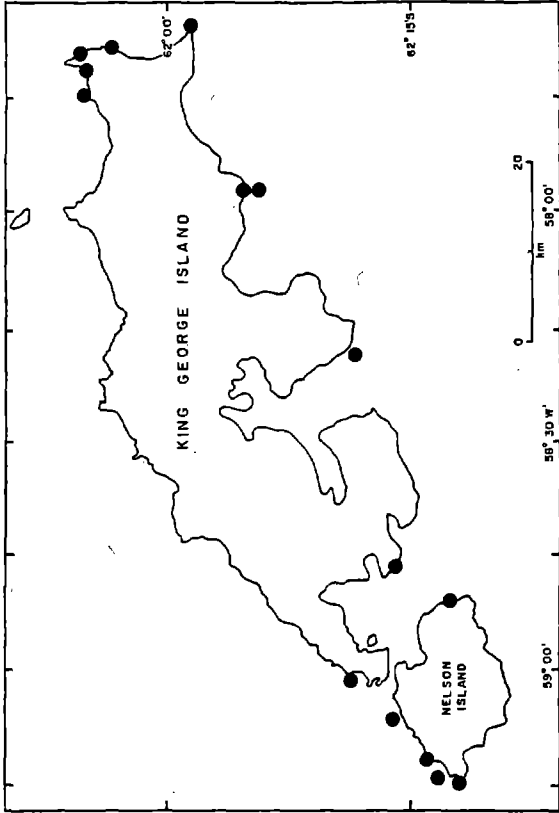 KING GEORGE ISLAND
NELSON
ISLAND
62° 00'
62° 15'S
0 20
km
59° 00'
58° 30'W
58° 00'